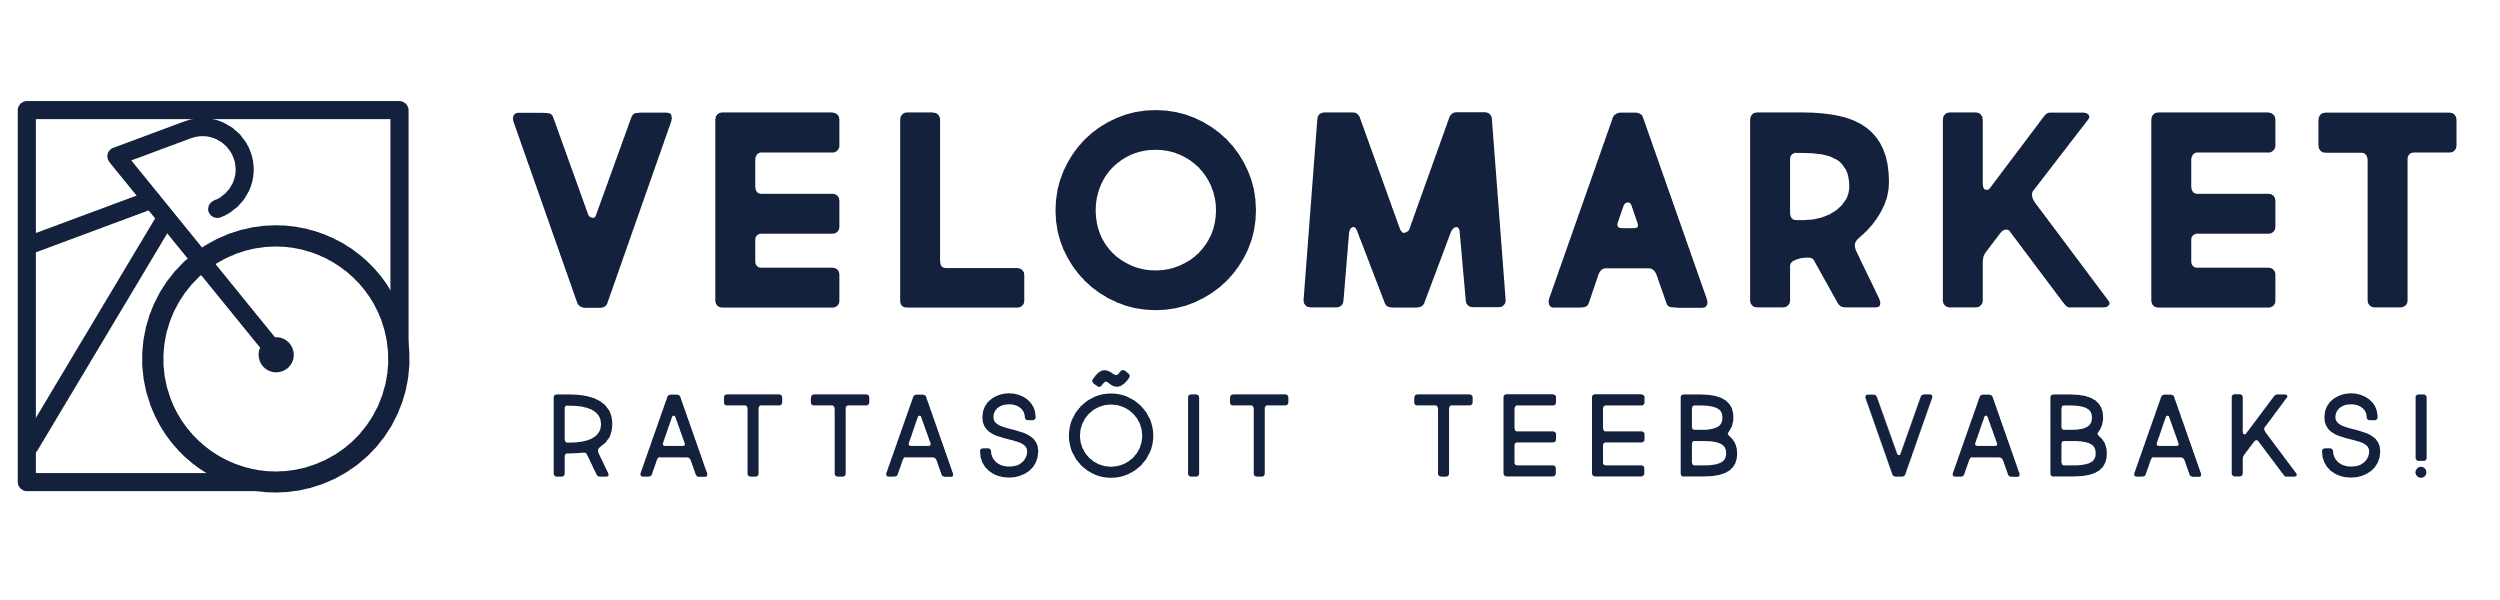 VELOMARKET
RATTASÕIT TEEB VABAKS!